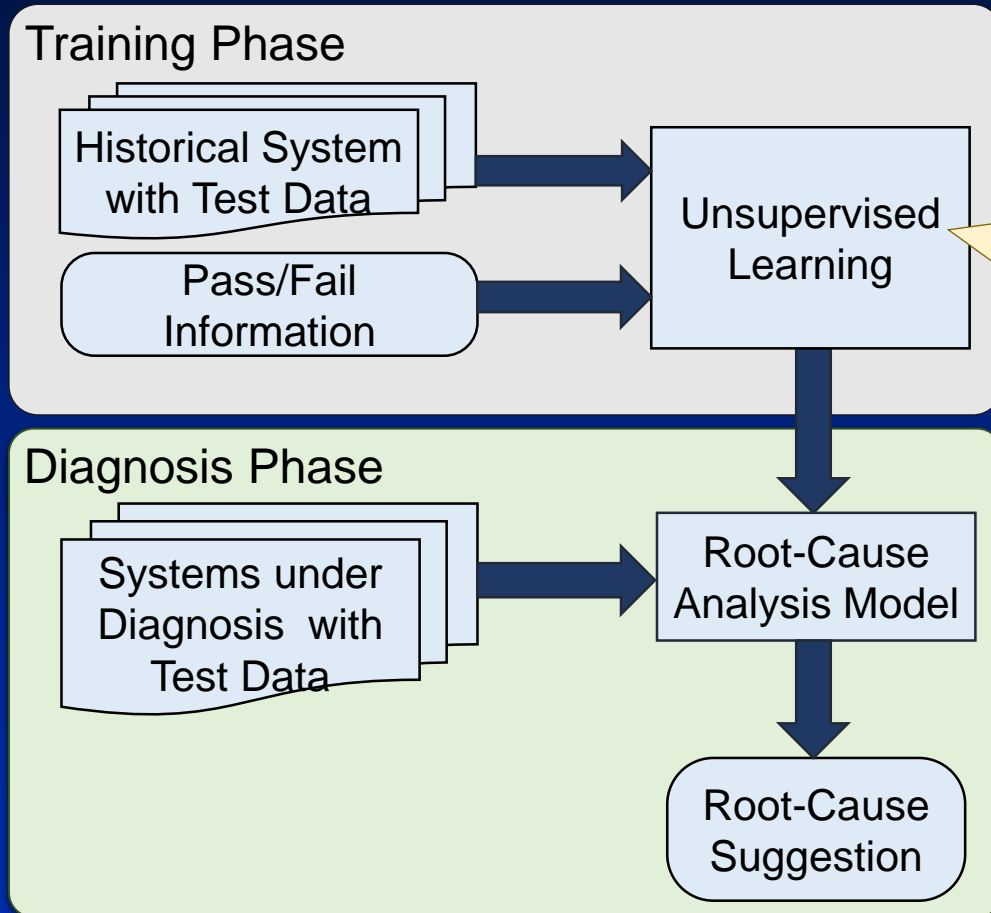 Training Phase
Historical System
with Test Data
Pass/Fail
Information
Unsupervised
Learning
Diagnosis Phase
Systems under
Diagnosis  with
Test Data
Root-Cause
Analysis Model
Root-Cause
Suggestion